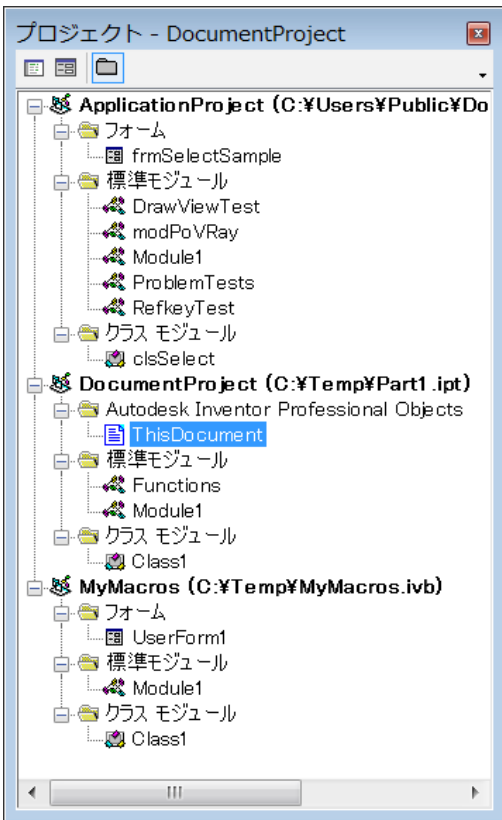 プロジェクト - DocumentProject
ApplicationProject (C:¥Users¥Public¥Do
フォーム
frmSelectSample
標準モジュール
DrawViewTest
modPoVRay
Module1
ProblemTests
RefkeyTest
クラス モジュール
clsSelect
DocumentProject (C:¥Temp¥Part1.ipt)
Autodesk Inventor Professional Objects
ThisDocument
標準モジュール
Functions
Module1
クラス モジュール
Class1
MyMacros (C:¥Temp¥MyMacros.ivb)
フォーム
UserForm1
標準モジュール
Module1
クラス モジュール
Class1